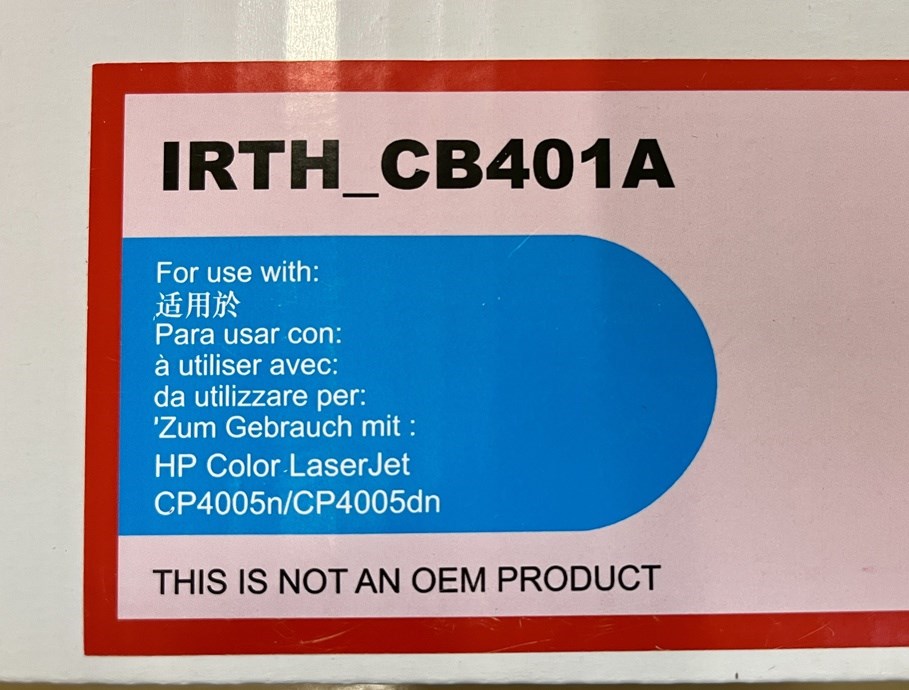 IRTH_CB401A
For use with:
适用於
Para usar con:
à utiliser avec:
da utilizzare per:
'Zum Gebrauch mit :
HP Color LaserJet
CP4005n/CP4005dn
THIS IS NOT AN OEM PRODUCT